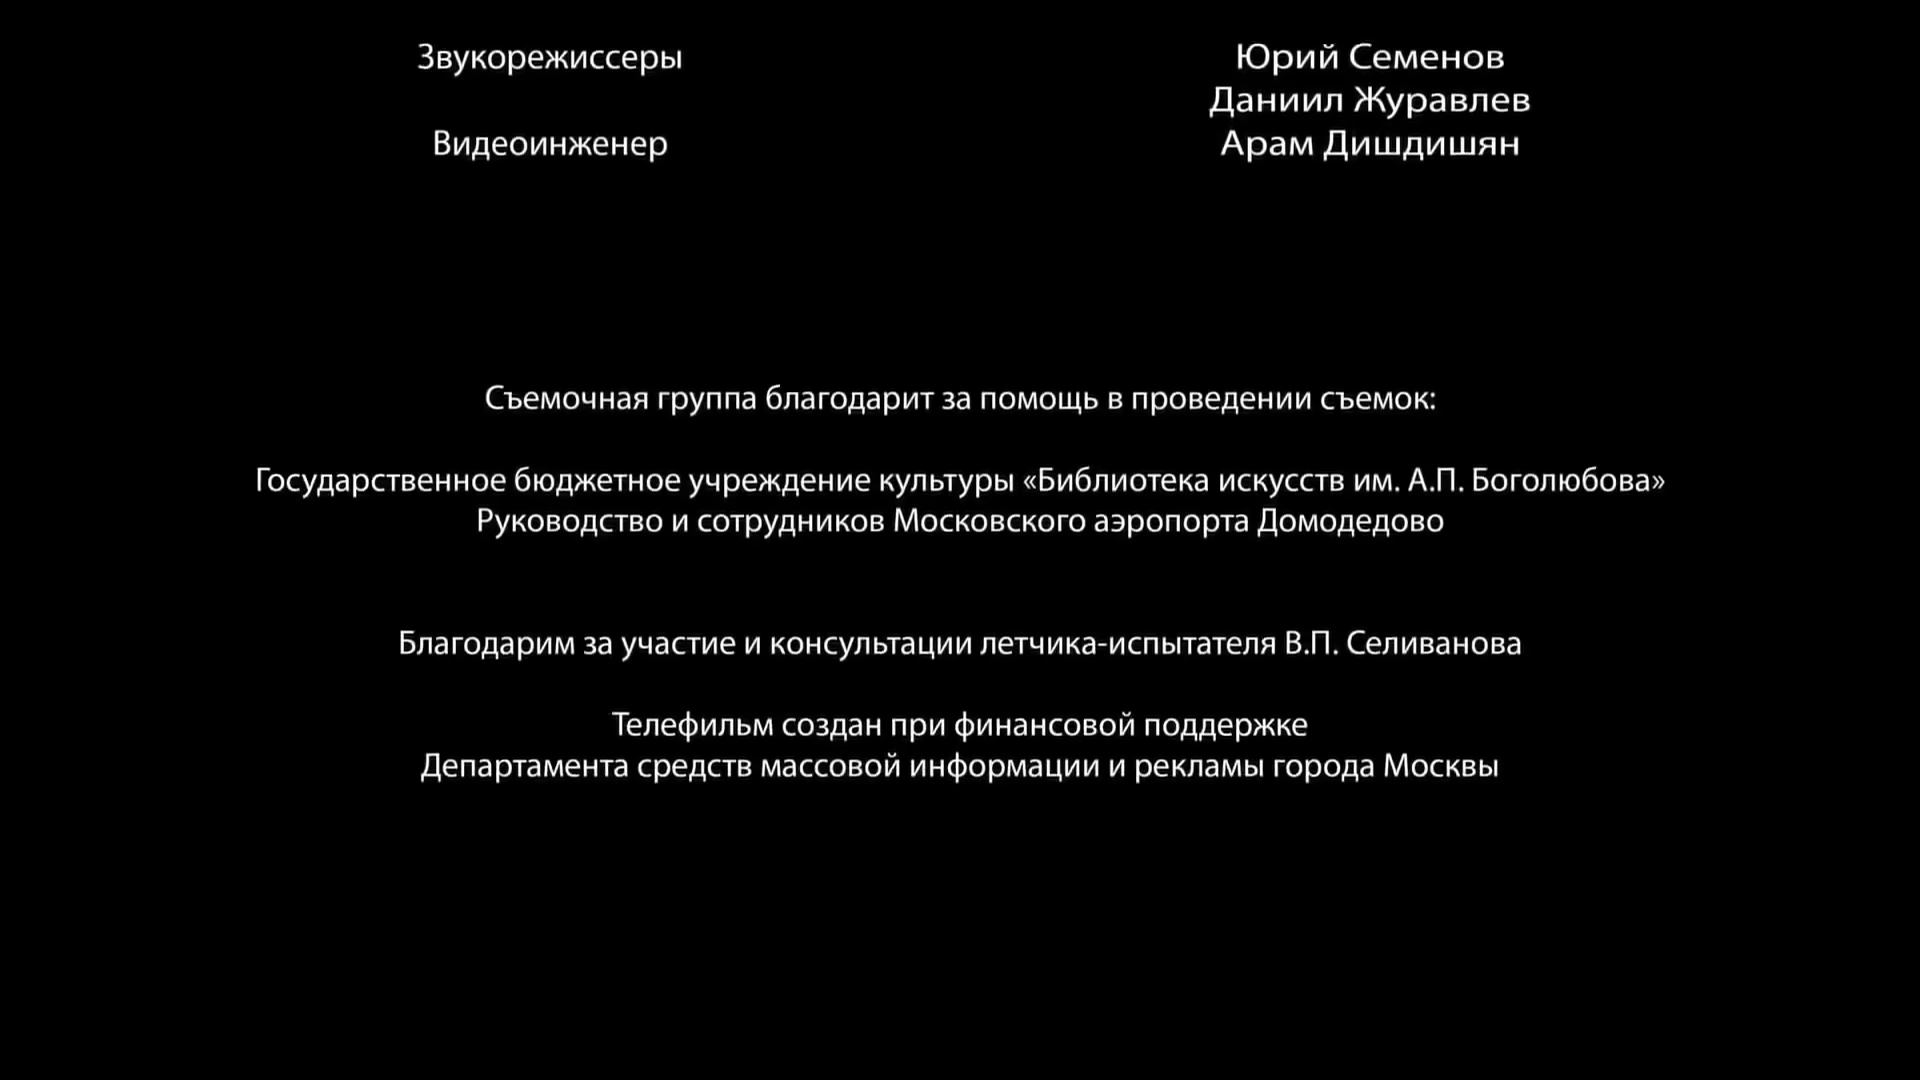 Звукорежиссеры Юрий Семенов
Даниил Журавлев
Видеоинженер Арам Дишдишян
Съемочная группа благодарит за помощь в проведении съемок:
Государственное бюджетное учреждение культуры «Библиотека искусств им. А.П. Боголюбова»
Руководство и сотрудников Московского аэропорта Домодедово
Благодарим за участие и консультации летчика-испытателя В.П. Селиванова
Телефильм создан при финансовой поддержке
Департамента средств массовой информации и рекламы города Москвы